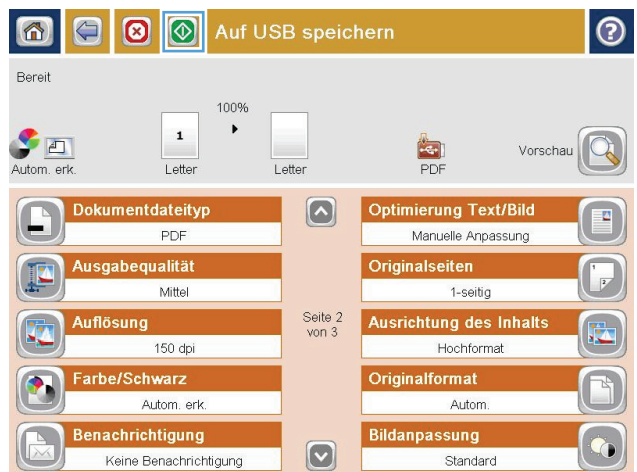 Auf USB speichern
Bereit
100%
1
Autom. erk.
Letter
Letter
PDF
Vorschau
Dokumentdateityp
PDF
Ausgabequalität
Mittel
Auflösung
150 dpi
Farbe/Schwarz
Autom. erk.
Benachrichtigung
Keine Benachrichtigung
Seite 2
von 3
Optimierung Text/Bild
Manuelle Anpassung
Originalseiten
1-seitig
Ausrichtung des Inhalts
Hochformat
Originalformat
Autom.
Bildanpassung
Standard